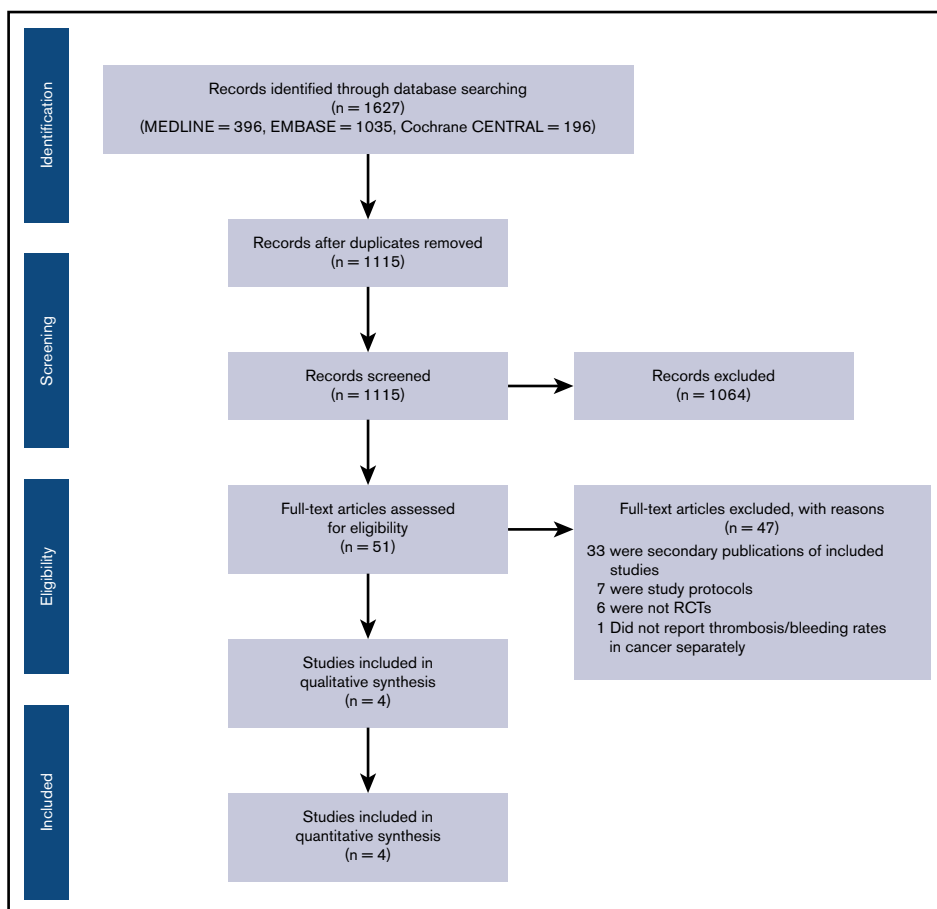 Identification
Records identified through database searching
(n = 1627)
(MEDLINE = 396, EMBASE = 1035, Cochrane CENTRAL = 196)
Records after duplicates removed
(n = 1115)
Screening
Records screened
(n = 1115)
Records excluded
(n = 1064)
Eligibility
Full-text articles assessed
for eligibility
(n = 51)
Full-text articles excluded, with reasons
(n = 47)
33 were secondary publications of included
studies
7 were study protocols
6 were not RCTs
1 Did not report thrombosis/bleeding rates
in cancer separately
Studies included in
qualitative synthesis
(n = 4)
Included
Studies included in
quantitative synthesis
(n = 4)